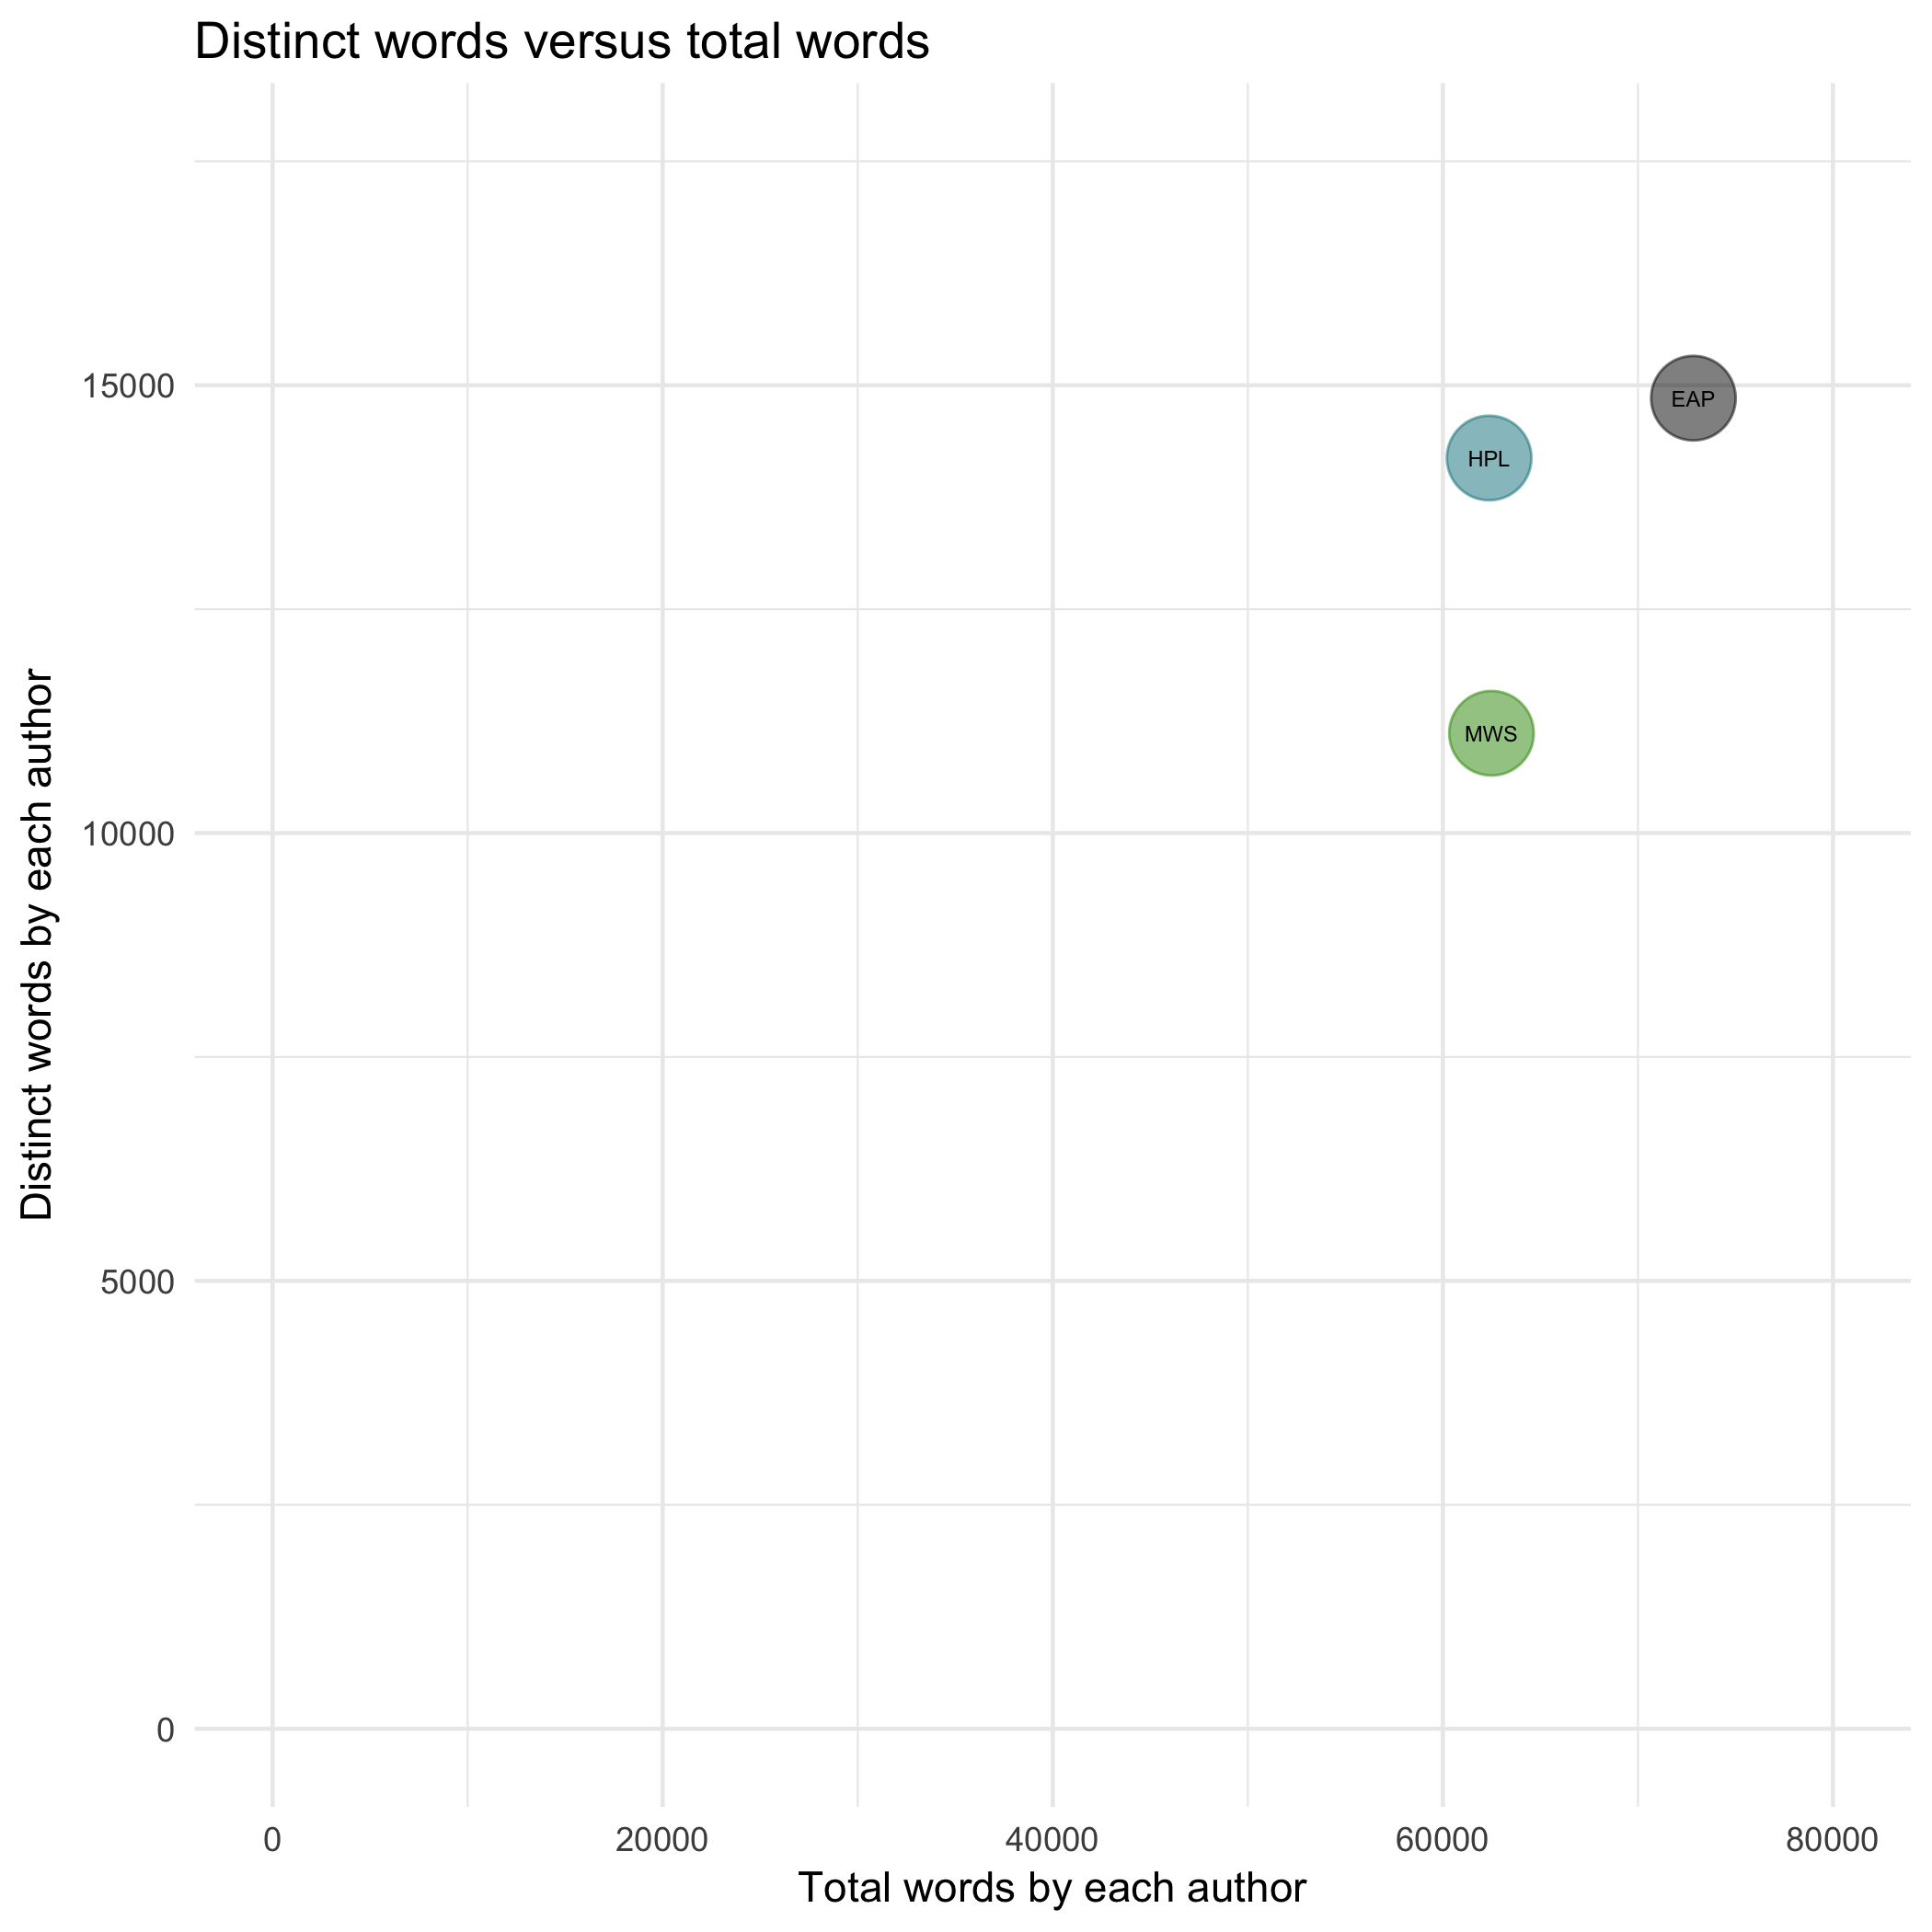 Distinct words versus total words
Distinct words by each author
15000
10000
5000
0
EAP
HPL
MWS
0 20000 40000 60000 80000
Total words by each author